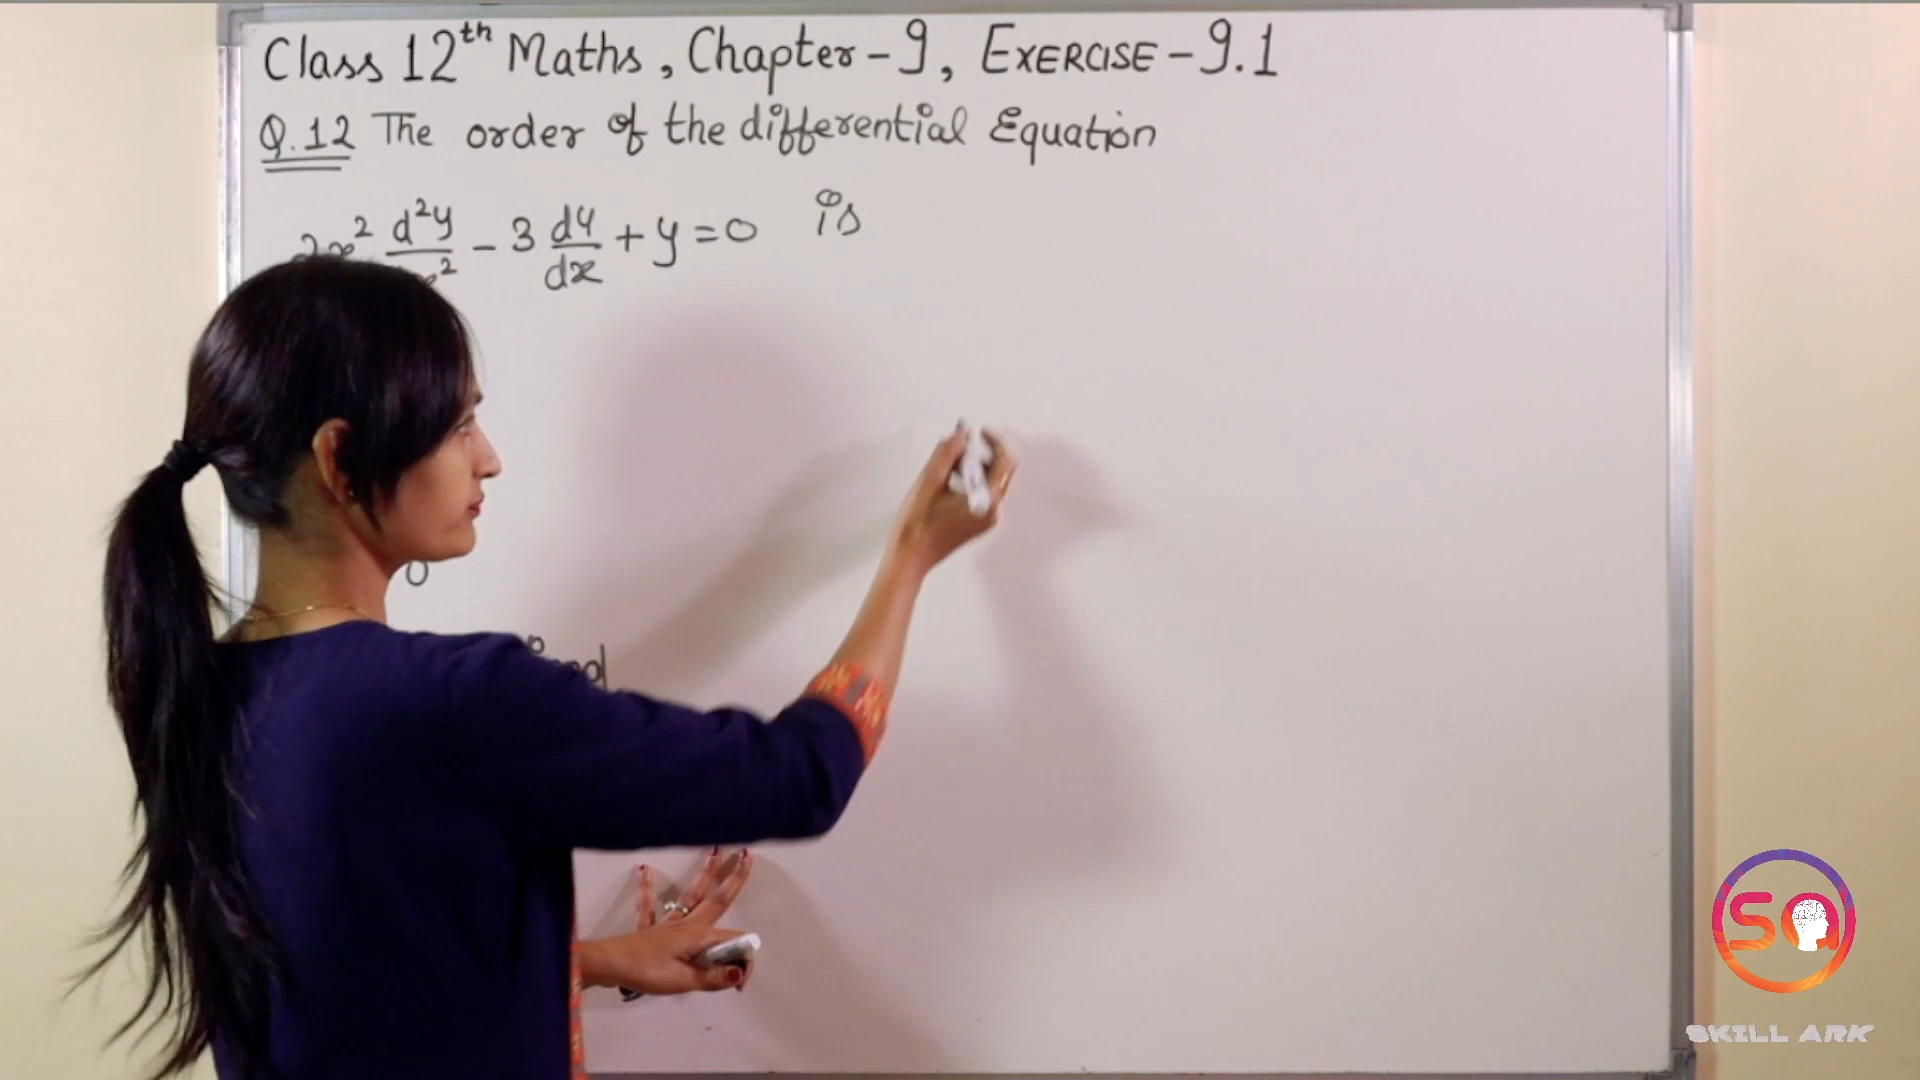 Class 12th Maths, Chapter-9, EXERCISE-9.1
Q.12 The order of the differential Equation
2x² d²y/dx² - 3 dy/dx + y = 0 is
SA
SKILL ARK